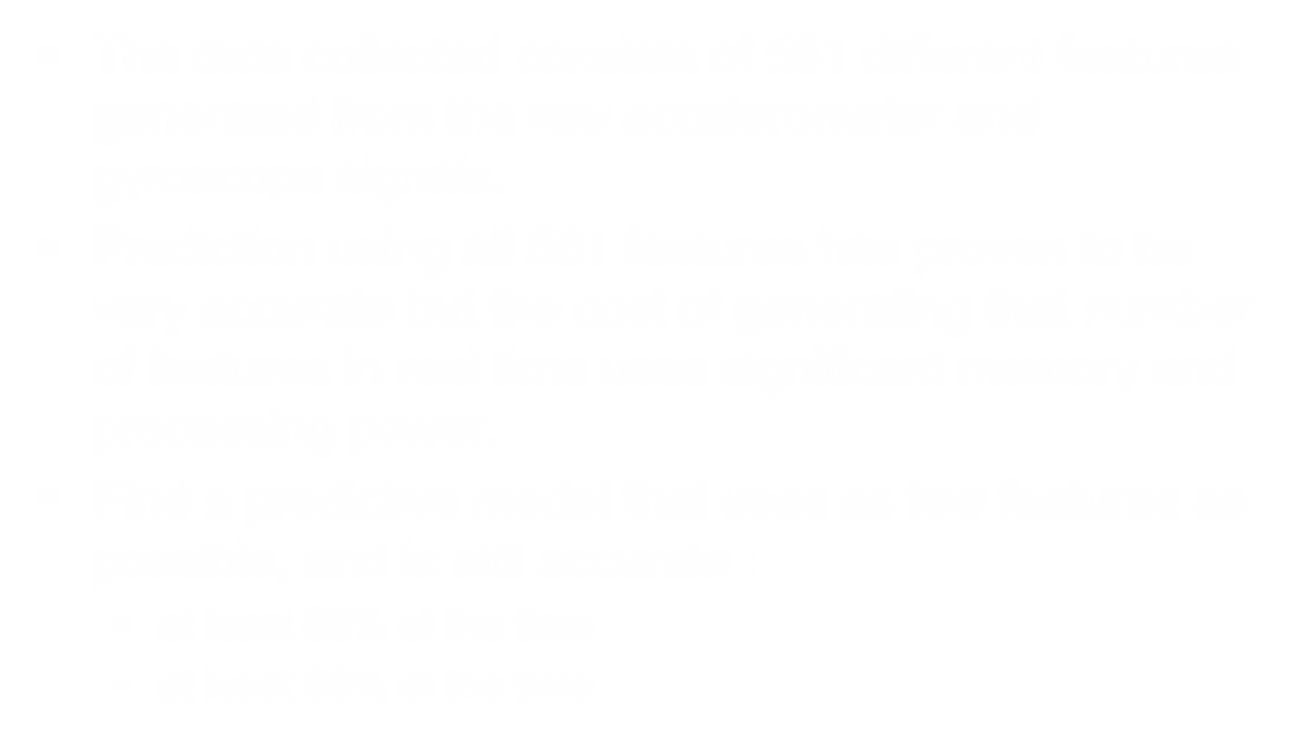 • The data collected consists of 561 different features
generated from the raw accelerometer and
gyroscope signals.
• Prediction using all 561 features has proven to be
very accurate but the cost of generating that number
of features in real time uses significant memory and
processing power.
• Find a predictive model that uses as few features as
possible, and is still accurate :
• at least 90% of the time
• at least 95% of the time